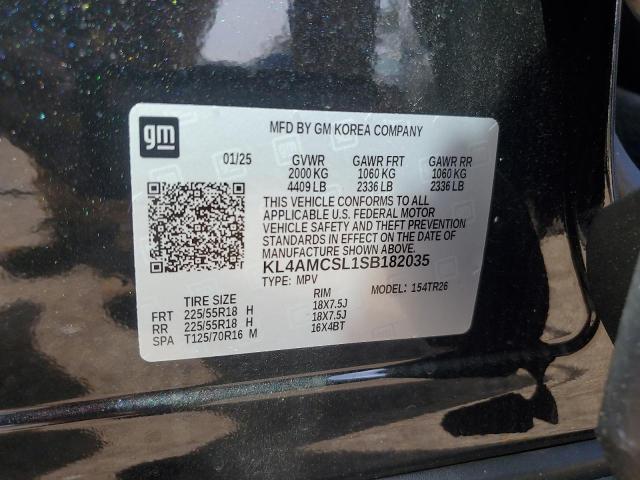 gm
MFD BY GM KOREA COMPANY
01/25 GVWR GAWR FRT GAWR RR
2000 KG 1060 KG 1060 KG
4409 LB 2336 LB 2336 LB
THIS VEHICLE CONFORMS TO ALL
APPLICABLE U.S. FEDERAL MOTOR
VEHICLE SAFETY AND THEFT PREVENTION
STANDARDS IN EFFECT ON THE DATE OF
MANUFACTURE SHOWN ABOVE.
KL4AMCSL1SB182035
TYPE: MPV MODEL: 154TR26
TIRE SIZE RIM
FRT 225/55R18 H 18X7.5J
RR 225/55R18 H 18X7.5J
SPA T125/70R16 M 16X4BT